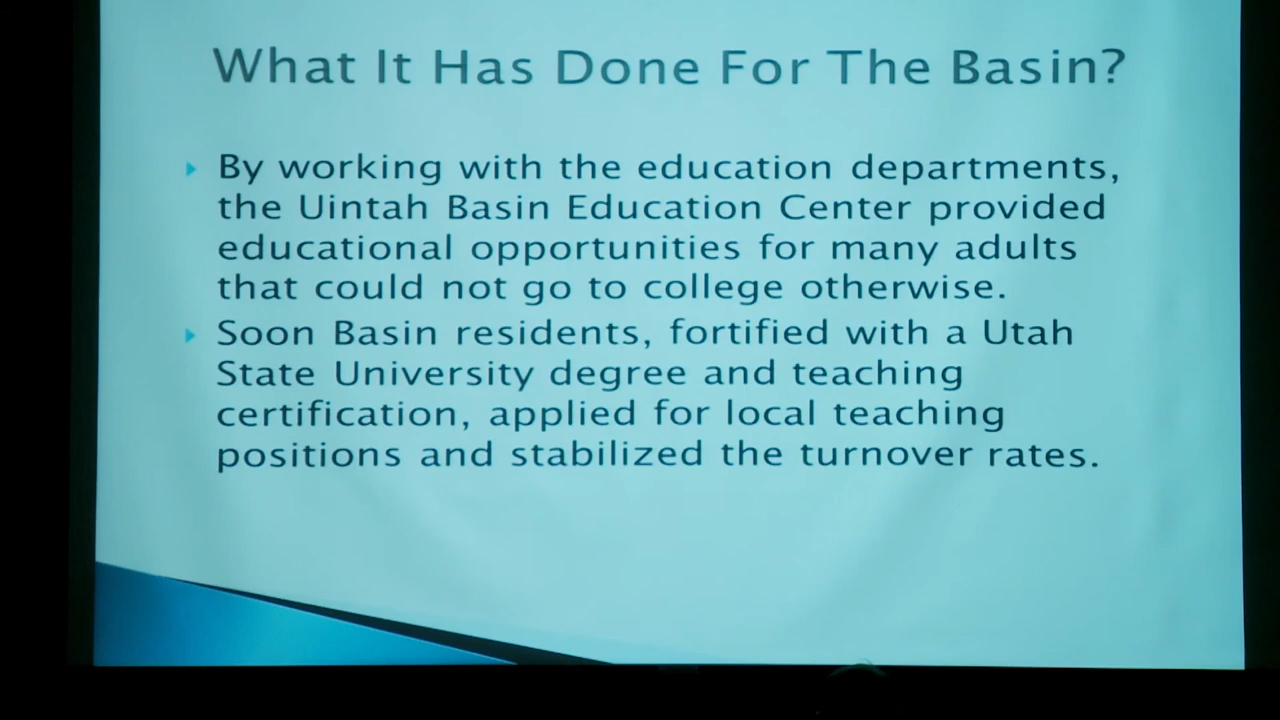 What It Has Done For The Basin?
By working with the education departments,
the Uintah Basin Education Center provided
educational opportunities for many adults
that could not go to college otherwise.
Soon Basin residents, fortified with a Utah
State University degree and teaching
certification, applied for local teaching
positions and stabilized the turnover rates.